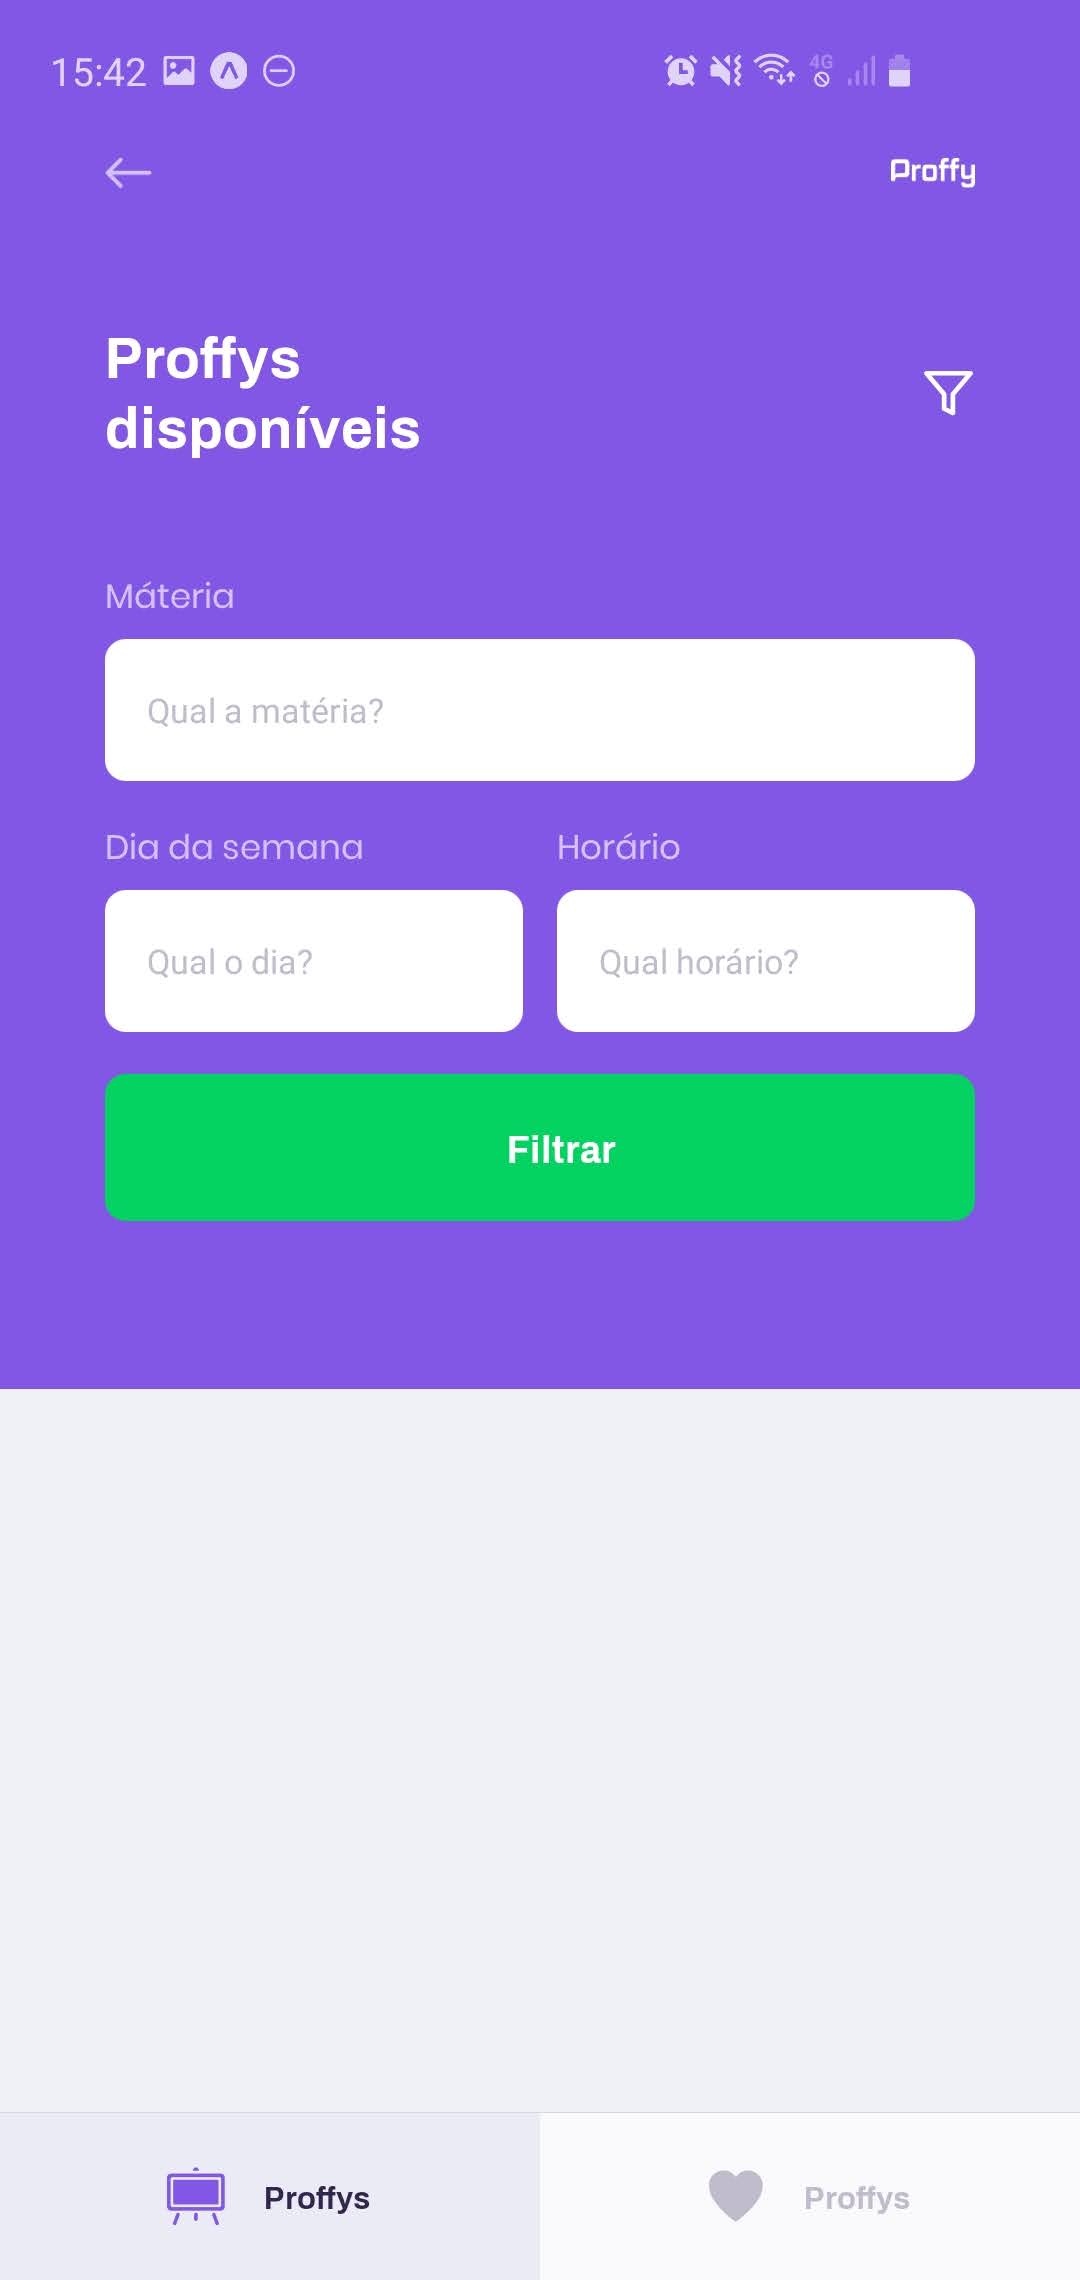 15:42
4G
Proffy
Proffys
disponíveis
Máteria
Qual a matéria?
Dia da semana
Horário
Qual o dia?
Qual horário?
Filtrar
Proffys
Proffys